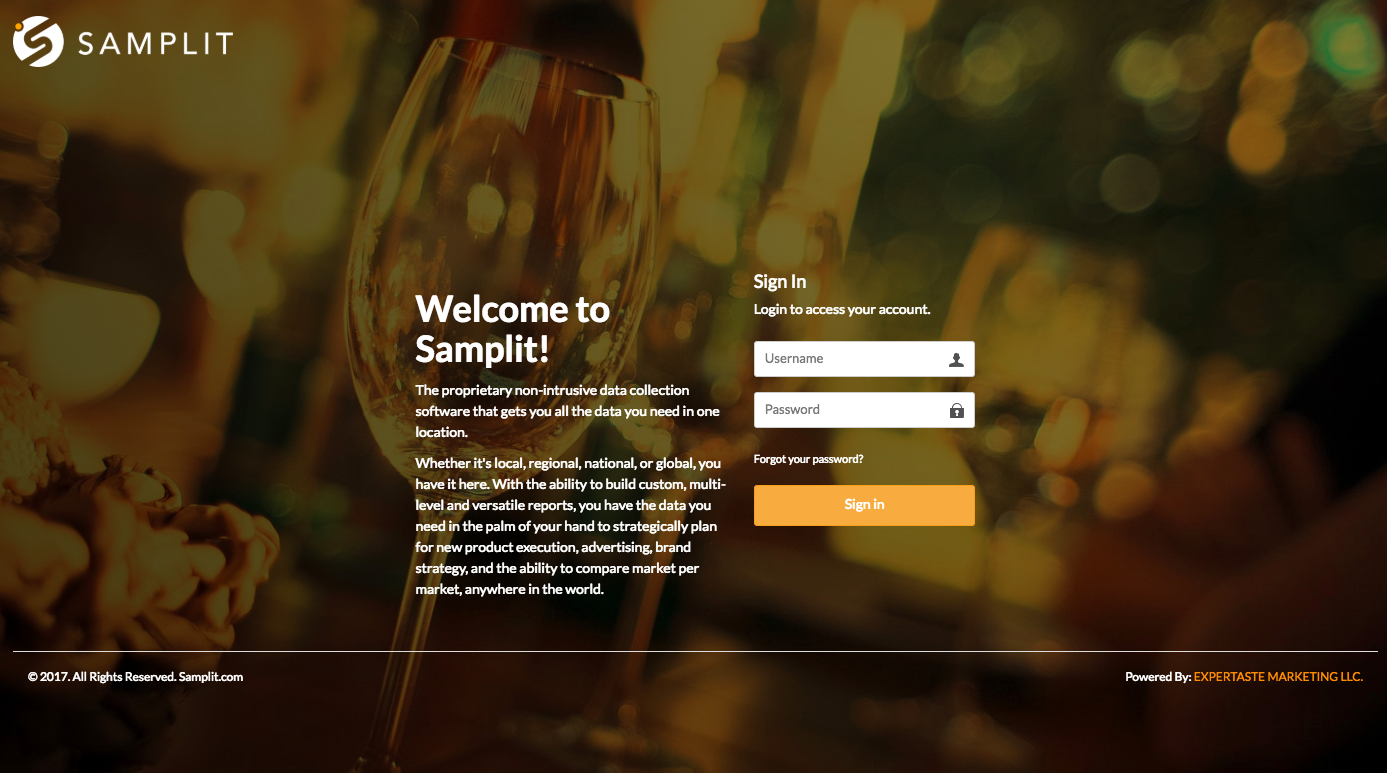 SAMPLIT
Welcome to
Samplit!
The proprietary non-intrusive data collection
software that gets you all the data you need in one
location.
Whether it's local, regional, national, or global, you
have it here. With the ability to build custom, multi-
level and versatile reports, you have the data you
need in the palm of your hand to strategically plan
for new product execution, advertising, brand
strategy, and the ability to compare market per
market, anywhere in the world.
Sign In
Login to access your account.
Username
Password
Forgot your password?
Sign in
© 2017. All Rights Reserved. Samplit.com
Powered By: EXPERTASTE MARKETING LLC.